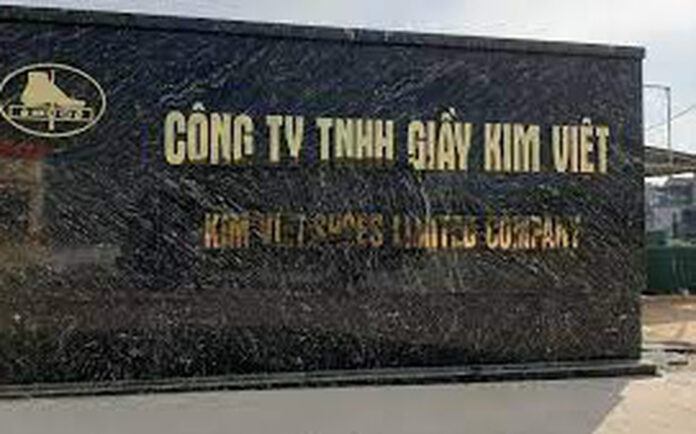 CÔNG TY TNHH GIẦY KIM VIỆT
KIM VIET SHOES LIMITED COMPANY